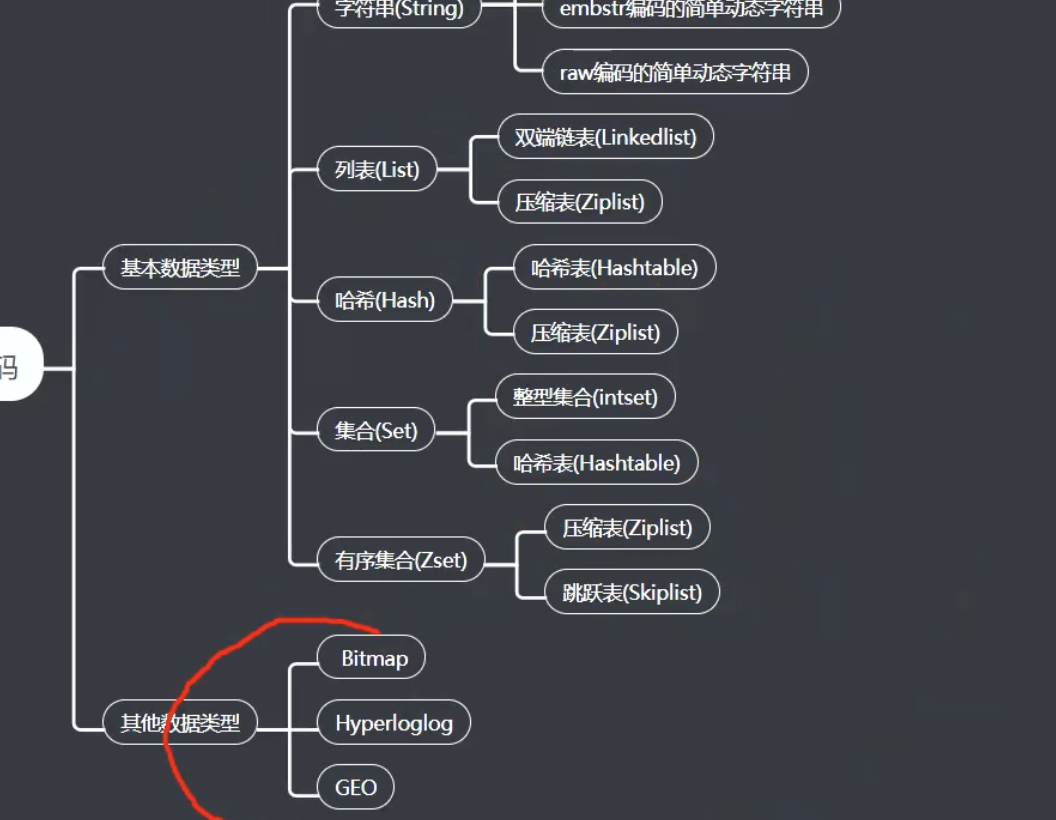 字符串(String)
embstr编码的简单动态字符串
raw编码的简单动态字符串
列表(List)
双端链表(Linkedlist)
压缩表(Ziplist)
基本数据类型
哈希(Hash)
哈希表(Hashtable)
压缩表(Ziplist)
码
集合(Set)
整型集合(intset)
哈希表(Hashtable)
有序集合(Zset)
压缩表(Ziplist)
跳跃表(Skiplist)
其他数据类型
Bitmap
Hyperloglog
GEO